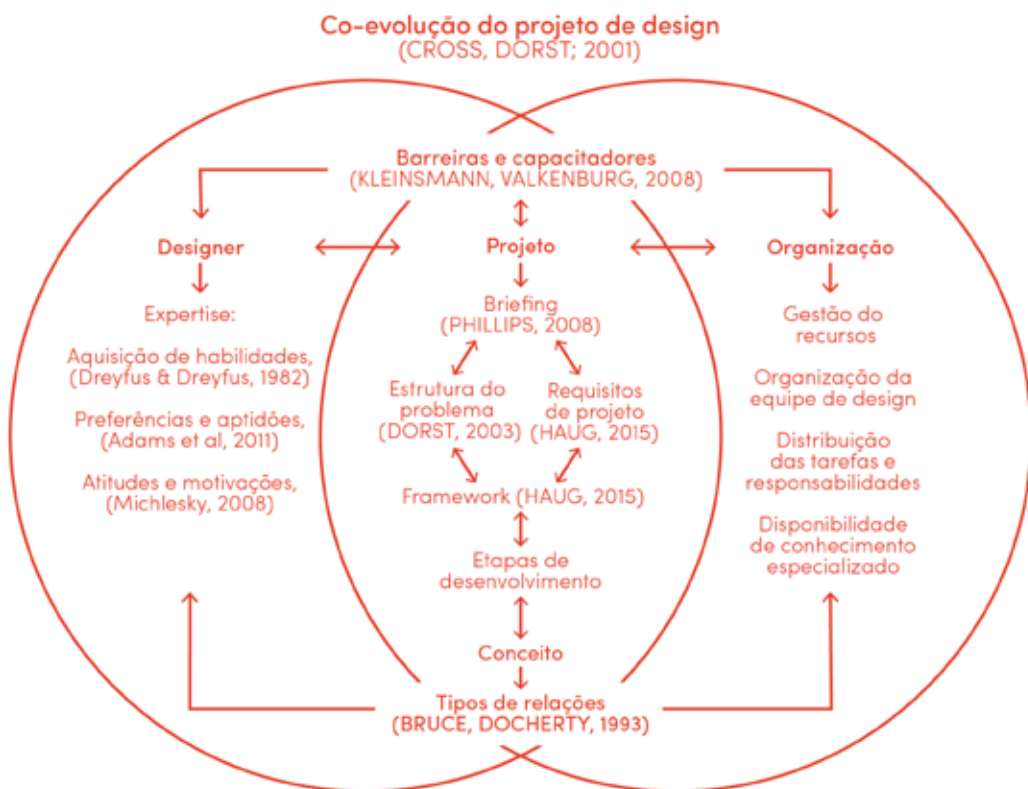 Co-evolução do projeto de design
(CROSS, DORST; 2001)
Barreiras e capacitadores
(KLEINSMANN, VALKENBURG, 2008)
Designer
Expertise:
Aquisição de habilidades,
(Dreyfus & Dreyfus, 1982)
Preferências e aptidões,
(Adams et al, 2011)
Atitudes e motivações,
(Michlesky, 2008)
Projeto
Briefing
(PHILLIPS, 2008)
Estrutura do
problema
(DORST, 2003)
Requisitos
de projeto
(HAUG, 2015)
Framework (HAUG, 2015)
Etapas de
desenvolvimento
Conceito
Organização
Gestão do
recursos
Organização da
equipe de design
Distribuição
das tarefas e
responsabilidades
Disponibilidade
de conhecimento
especializado
Tipos de relações
(BRUCE, DOCHERTY, 1993)